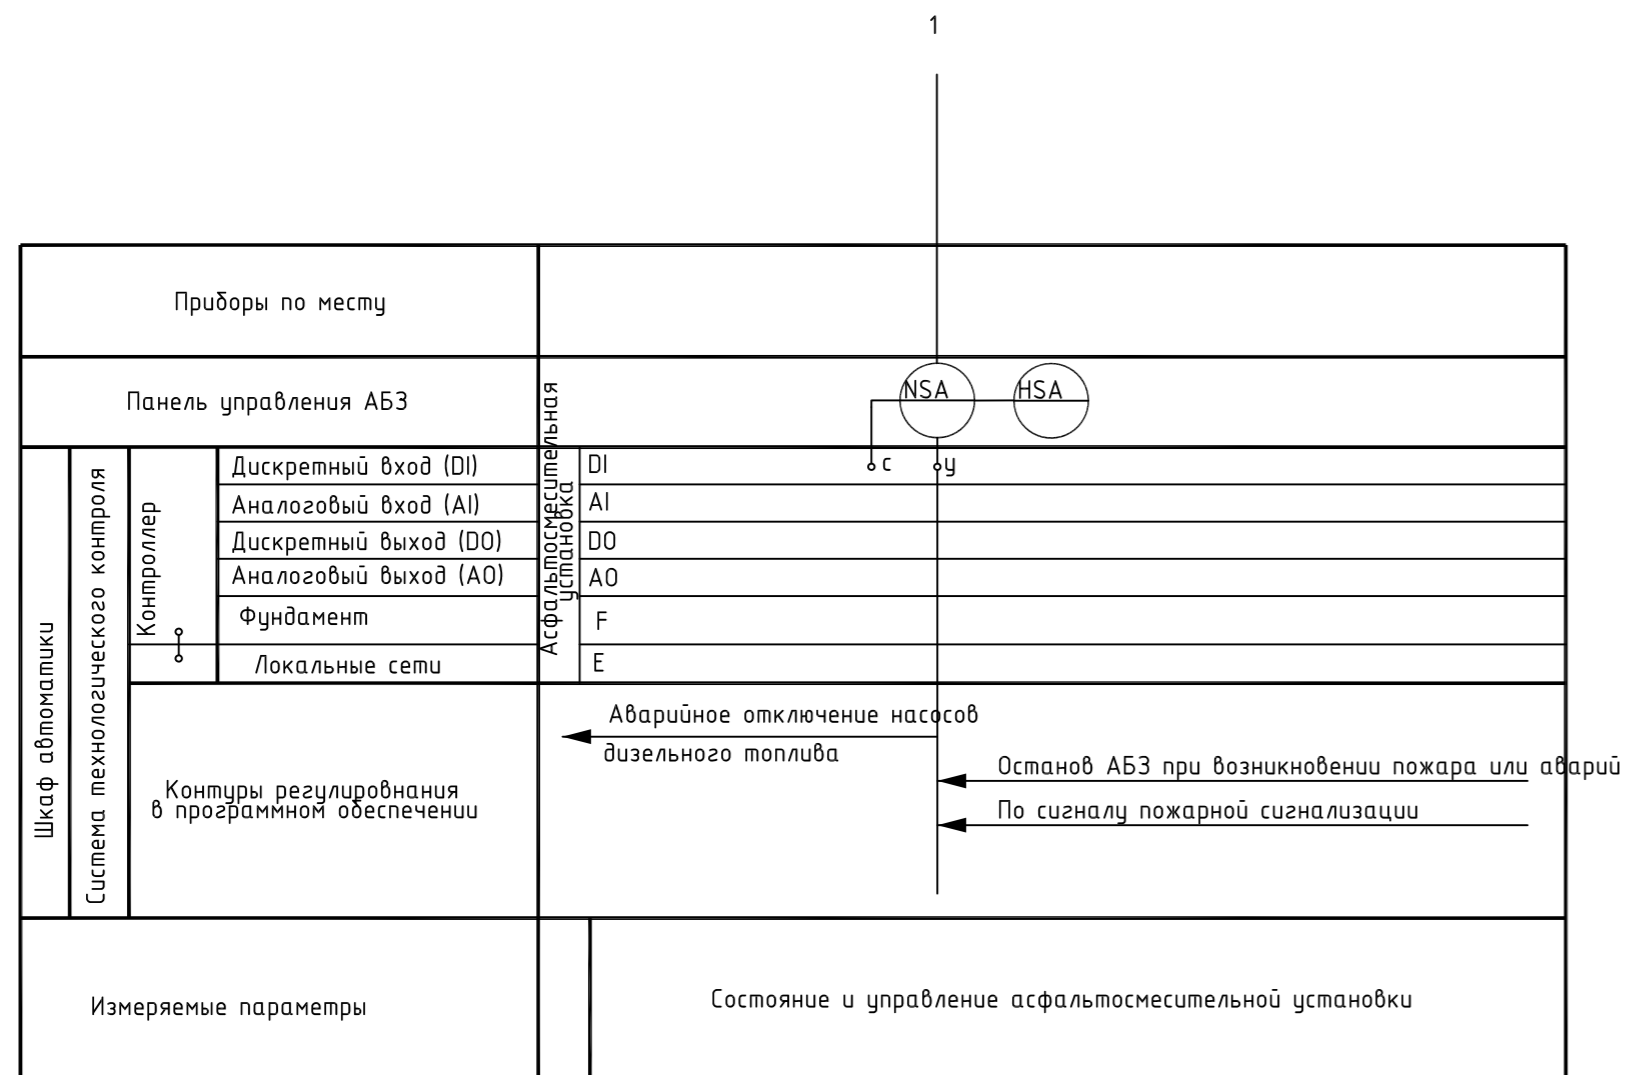 1
Приборы по месту
Панель управления АБЗ
NSA
HSA
Шкаф автоматики
Система технологического контроля
Контроллер
Дискретный вход (DI)
Аналоговый вход (AI)
Дискретный выход (DO)
Аналоговый выход (AO)
Фундамент
Локальные сети
Асфальтосмесительная
установка
DI
с
у
AI
DO
AO
F
E
Контуры регулировнания
в программном обеспечении
Аварийное отключение насосов
дизельного топлива
Останов АБЗ при возникновении пожара или аварий
По сигналу пожарной сигнализации
Измеряемые параметры
Состояние и управление асфальтосмесительной установки